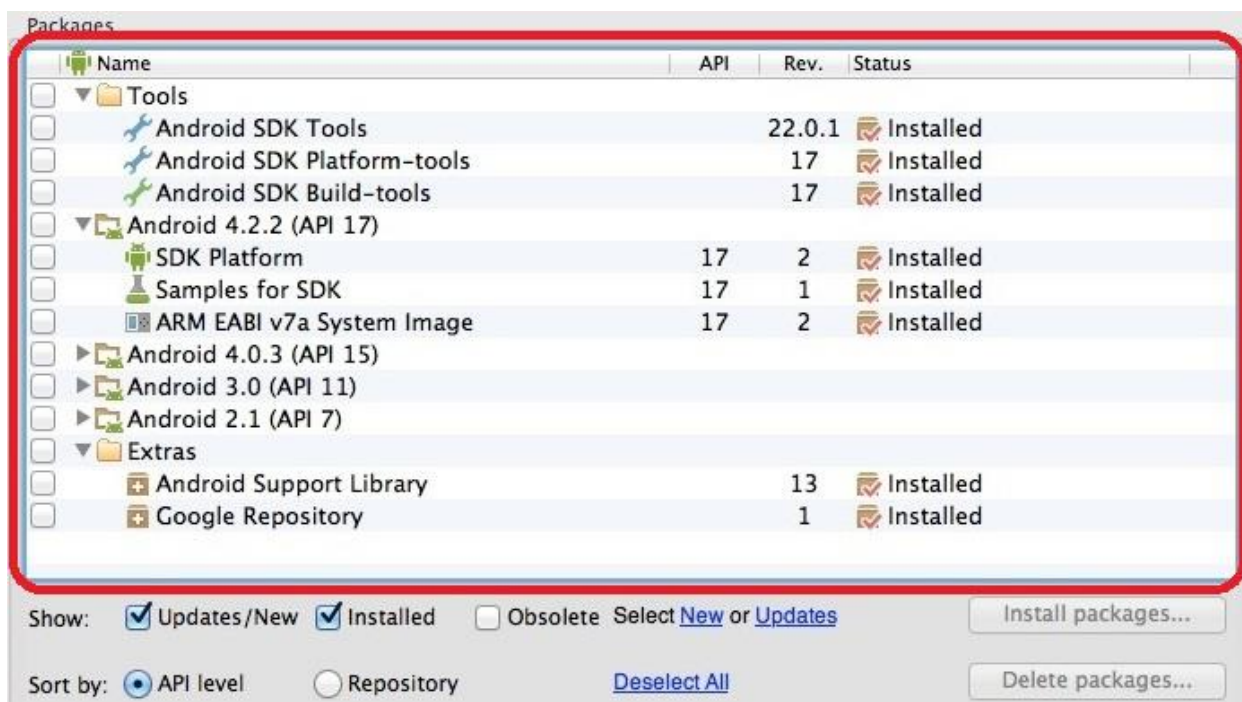 Packages
Name API Rev. Status
Tools
Android SDK Tools 22.0.1 Installed
Android SDK Platform-tools 17 Installed
Android SDK Build-tools 17 Installed
Android 4.2.2 (API 17)
SDK Platform 17 2 Installed
Samples for SDK 17 1 Installed
ARM EABI v7a System Image 17 2 Installed
Android 4.0.3 (API 15)
Android 3.0 (API 11)
Android 2.1 (API 7)
Extras
Android Support Library 13 Installed
Google Repository 1 Installed
Show: Updates/New Installed Obsolete Select New or Updates Install packages...
Sort by: API level Repository Deselect All Delete packages...